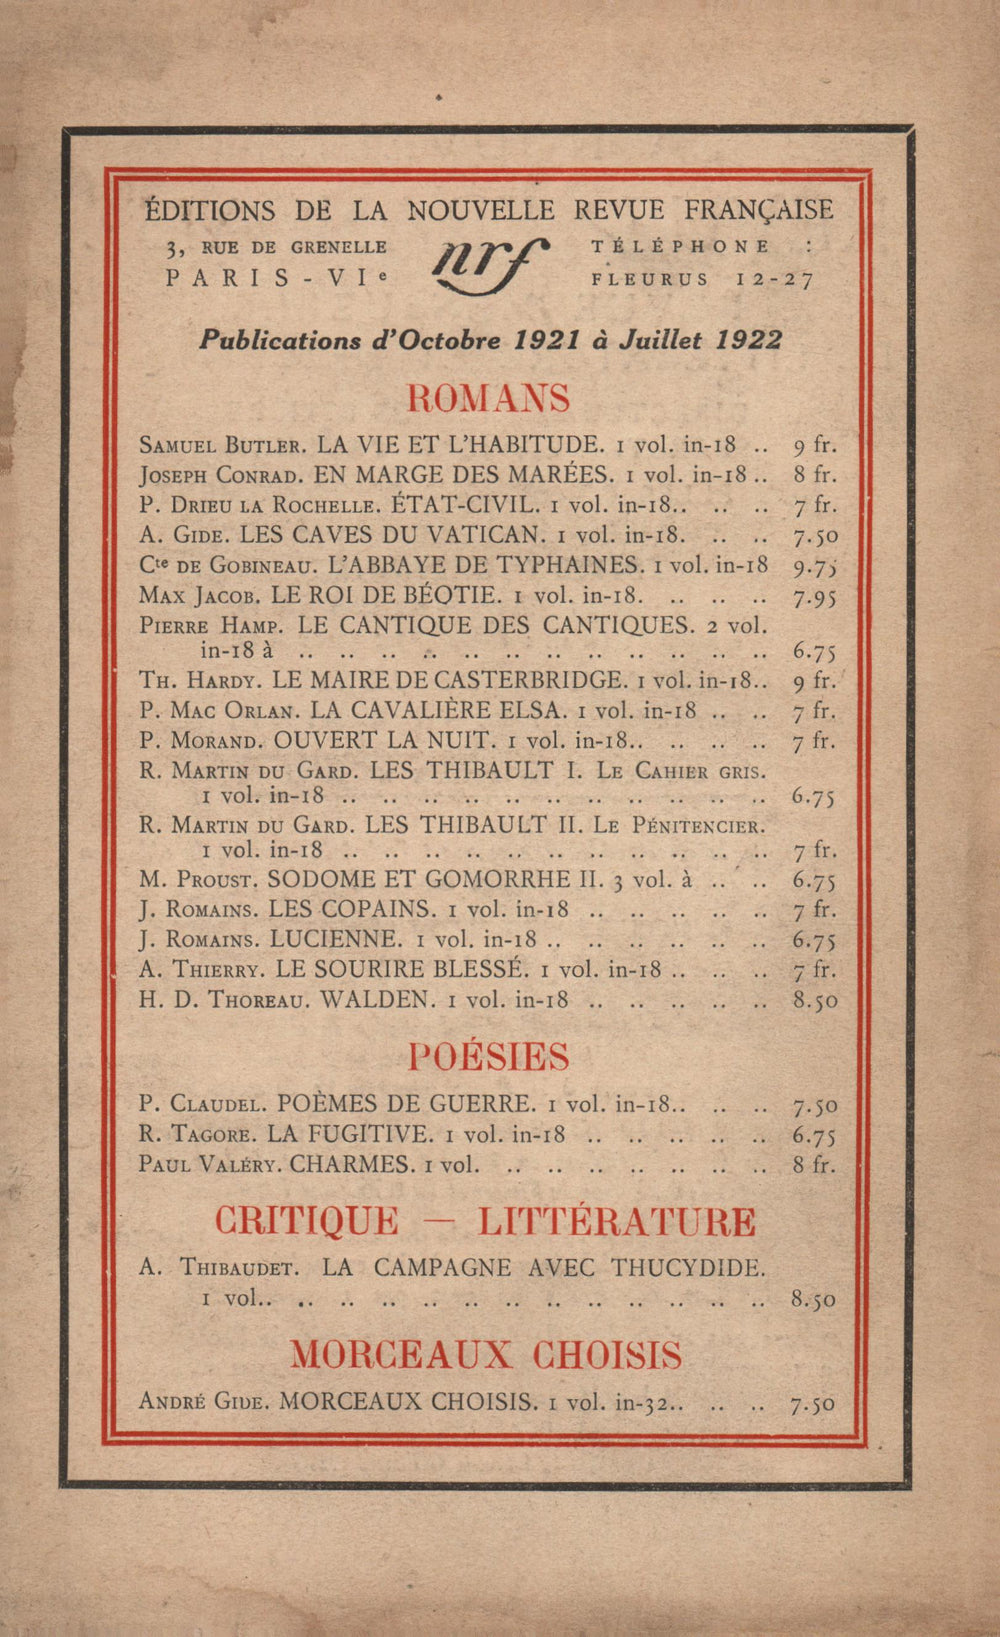 ÉDITIONS DE LA NOUVELLE REVUE FRANÇAISE
3, RUE DE GRENELLE
PARIS-VIe
nrf
TÉLÉPHONE :
FLEURUS 12-27
Publications d'Octobre 1921 à Juillet 1922
ROMANS
SAMUEL BUTLER. LA VIE ET L'HABITUDE. 1 vol. in-18 .. 9 fr.
JOSEPH CONRAD. EN MARGE DES MARÉES. 1 vol. in-18 .. 8 fr.
P. DRIEU LA ROCHELLE. ÉTAT-CIVIL. 1 vol. in-18.. .. .. 7 fr.
A. GIDE. LES CAVES DU VATICAN. 1 vol. in-18. .. .. 7.50
Cte DE GOBINEAU. L'ABBAYE DE TYPHAINES. 1 vol. in-18 9.75
MAX JACOB. LE ROI DE BÉOTIE. 1 vol. in-18. .. .. .. 7.95
PIERRE HAMP. LE CANTIQUE DES CANTIQUES. 2 vol.
in-18 à .. .. .. .. .. .. .. .. .. .. .. .. 6.75
TH. HARDY. LE MAIRE DE CASTERBRIDGE. 1 vol. in-18.. 9 fr.
P. MAC ORLAN. LA CAVALIÈRE ELSA. 1 vol. in-18 .. .. 7 fr.
P. MORAND. OUVERT LA NUIT. 1 vol. in-18.. .. .. .. 7 fr.
R. MARTIN DU GARD. LES THIBAULT I. LE CAHIER GRIS.
1 vol. in-18 .. .. .. .. .. .. .. .. .. .. .. 6.75
R. MARTIN DU GARD. LES THIBAULT II. LE PÉNITENCIER.
1 vol. in-18 .. .. .. .. .. .. .. .. .. .. .. 7 fr.
M. PROUST. SODOME ET GOMORRHE II. 3 vol. à .. .. 6.75
J. ROMAINS. LES COPAINS. 1 vol. in-18 .. .. .. .. .. 7 fr.
J. ROMAINS. LUCIENNE. 1 vol. in-18 .. .. .. .. .. .. 6.75
A. THIERRY. LE SOURIRE BLESSÉ. 1 vol. in-18 .. .. .. 7 fr.
H. D. THOREAU. WALDEN. 1 vol. in-18 .. .. .. .. .. 8.50
POÉSIES
P. CLAUDEL. POÈMES DE GUERRE. 1 vol. in-18.. .. .. 7.50
R. TAGORE. LA FUGITIVE. 1 vol. in-18 .. .. .. .. .. 6.75
PAUL VALÉRY. CHARMES. 1 vol. .. .. .. .. .. .. .. 8 fr.
CRITIQUE — LITTÉRATURE
A. THIBAUDET. LA CAMPAGNE AVEC THUCYDIDE.
1 vol.. .. .. .. .. .. .. .. .. .. .. .. .. 8.50
MORCEAUX CHOISIS
ANDRÉ GIDE. MORCEAUX CHOISIS. 1 vol. in-32.. .. .. 7.50